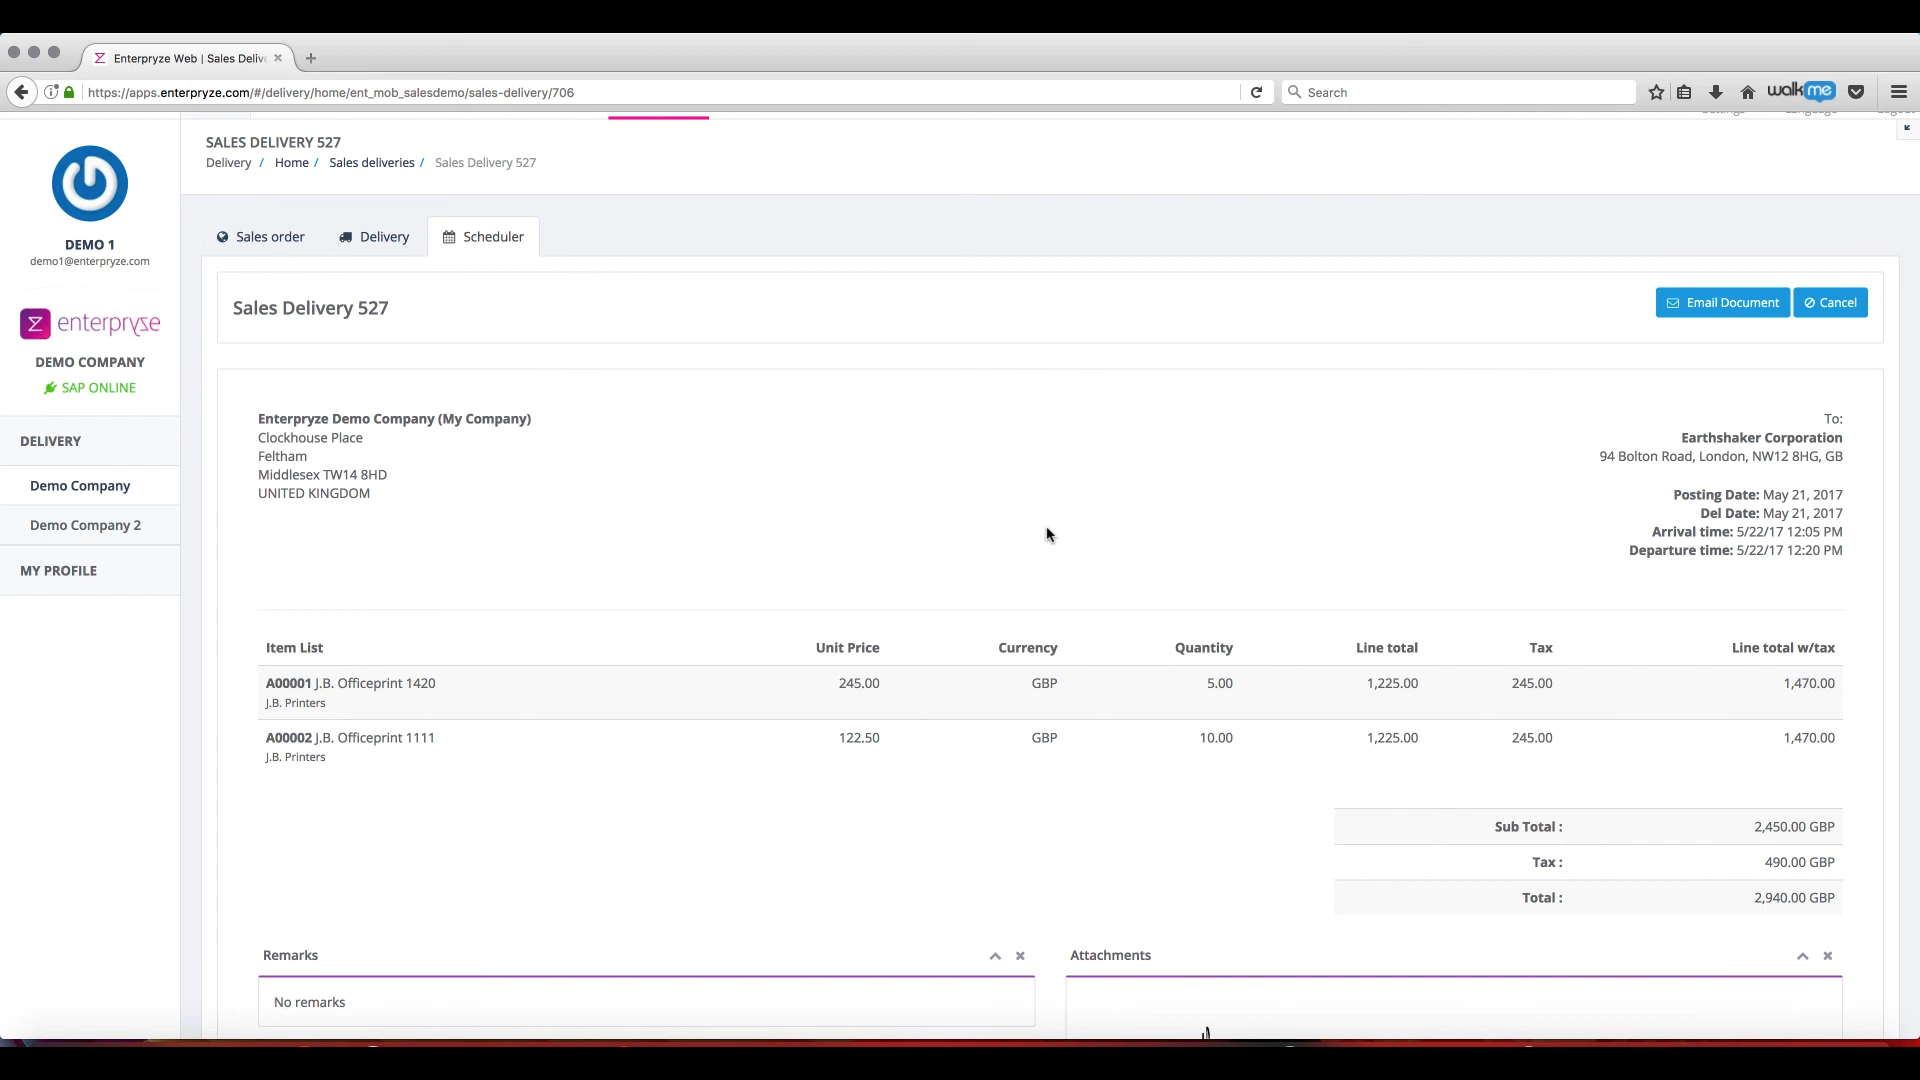 Enterpryze Web | Sales Deliv
https://apps.enterpryze.com/#/delivery/home/ent_mob_salesdemo/sales-delivery/706
Search
walkme
SALES DELIVERY 527
Delivery / Home / Sales deliveries / Sales Delivery 527
DEMO 1
demo1@enterpryze.com
enterpryze
DEMO COMPANY
SAP ONLINE
DELIVERY
Demo Company
Demo Company 2
MY PROFILE
Sales order Delivery Scheduler
Sales Delivery 527
Email Document Cancel
Enterpryze Demo Company (My Company)
Clockhouse Place
Feltham
Middlesex TW14 8HD
UNITED KINGDOM
To:
Earthshaker Corporation
94 Bolton Road, London, NW12 8HG, GB
Posting Date: May 21, 2017
Del Date: May 21, 2017
Arrival time: 5/22/17 12:05 PM
Departure time: 5/22/17 12:20 PM
Item List Unit Price Currency Quantity Line total Tax Line total w/tax
A00001 J.B. Officeprint 1420 245.00 GBP 5.00 1,225.00 245.00 1,470.00
J.B. Printers
A00002 J.B. Officeprint 1111 122.50 GBP 10.00 1,225.00 245.00 1,470.00
J.B. Printers
Sub Total : 2,450.00 GBP
Tax : 490.00 GBP
Total : 2,940.00 GBP
Remarks
No remarks
Attachments